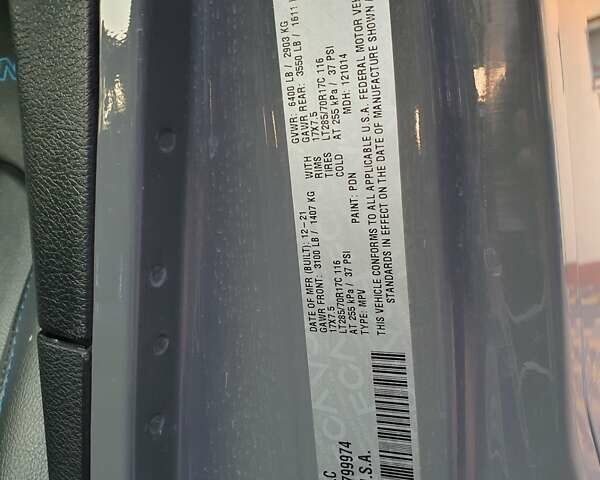 DATE OF MFR (BUILT): 12-21 GVWR: 6400 LB / 2903 KG
GAWR FRONT: 3100 LB / 1407 KG WITH GAWR REAR: 3550 LB / 1611
17X7.5 RIMS 17X7.5
LT285/70R17C 116 TIRES LT285/70R17C 116
AT 255 kPa / 37 PSI COLD AT 255 kPa / 37 PSI
TYPE: MPV PAINT: PDN MDH: 121014
THIS VEHICLE CONFORMS TO ALL APPLICABLE U.S.A. FEDERAL MOTOR
STANDARDS IN EFFECT ON THE DATE OF MANUFACTURE SHOWN
799974
.S.A.